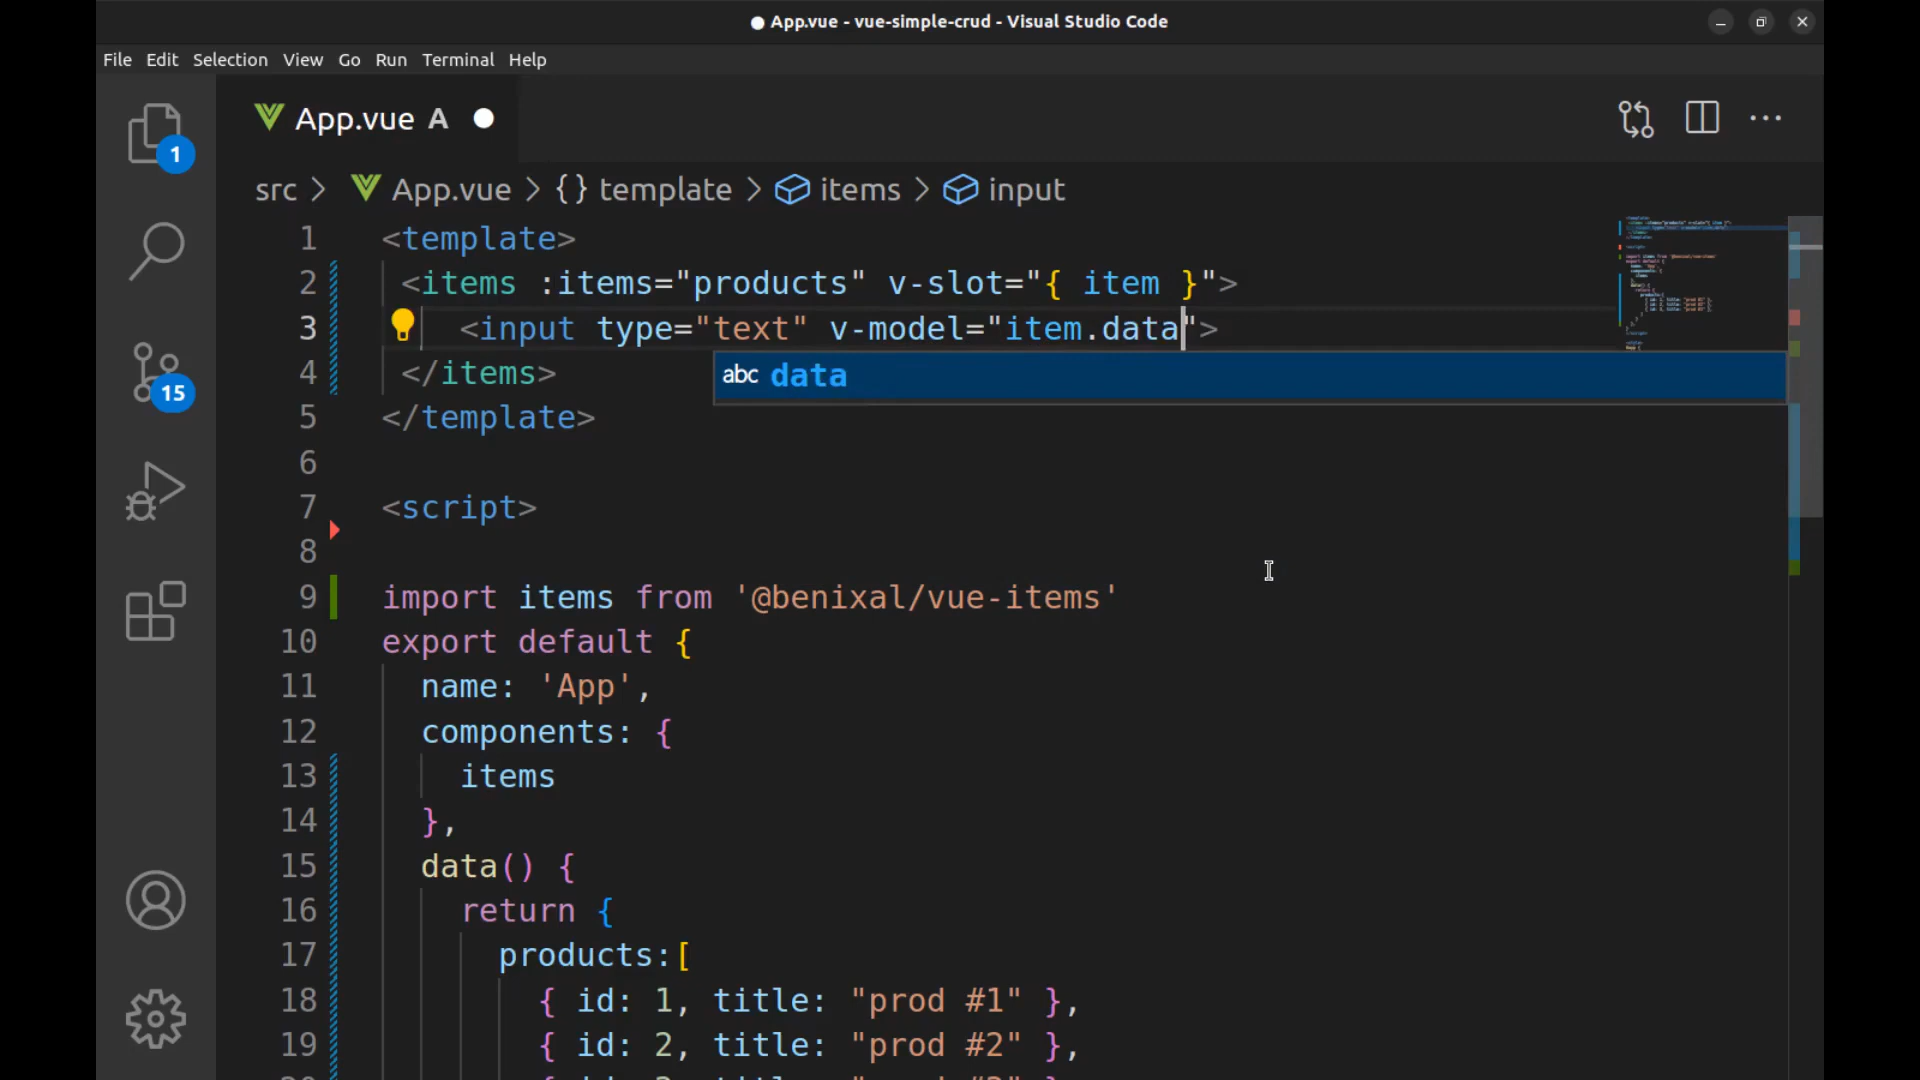 App.vue - vue-simple-crud - Visual Studio Code
File Edit Selection View Go Run Terminal Help
App.vue A
1
src > App.vue > {} template > items > input
1 <template>
2 <items :items="products" v-slot="{ item }">
3 <input type="text" v-model="item.data">
4 </items>
abc data
15
5 </template>
6
7 <script>
8
9 import items from '@benixal/vue-items'
10 export default {
11 name: 'App',
12 components: {
13 items
14 },
15 data() {
16 return {
17 products:[
18 { id: 1, title: "prod #1" },
19 { id: 2, title: "prod #2" },